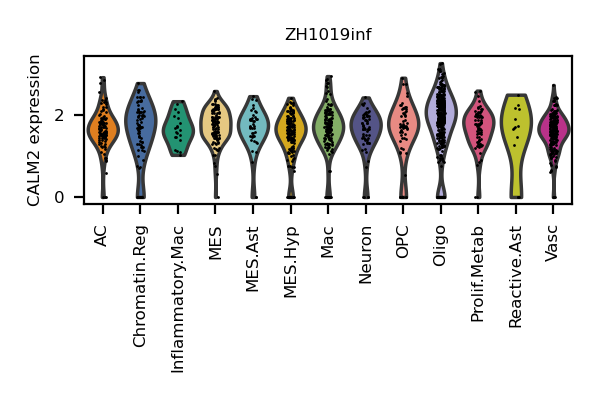 ZH1019inf
CALM2 expression
2
0
AC
Chromatin.Reg
Inflammatory.Mac
MES
MES.Ast
MES.Hyp
Mac
Neuron
OPC
Oligo
Prolif.Metab
Reactive.Ast
Vasc